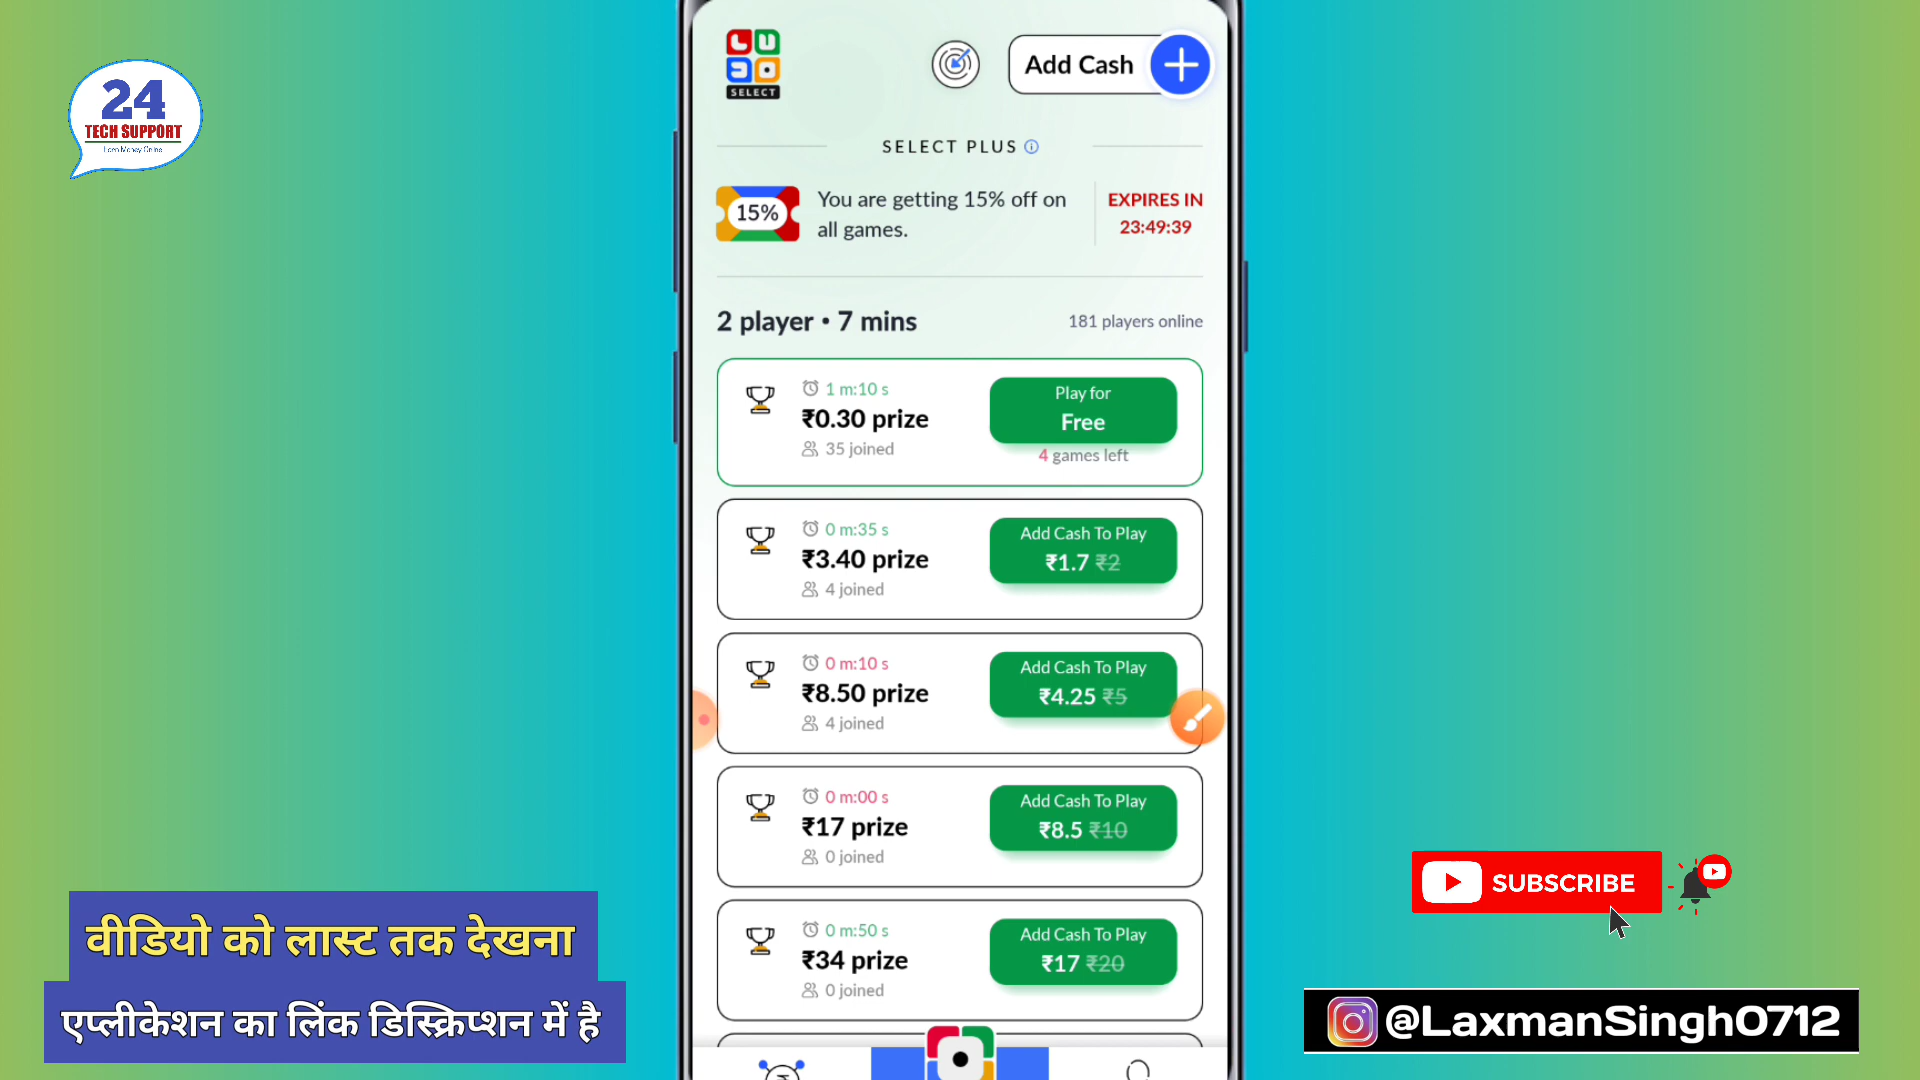 24
TECH SUPPORT
Earn Money Online
LUDO
SELECT
Add Cash
SELECT PLUS
15%
You are getting 15% off on
all games.
EXPIRES IN
23:49:39
2 player • 7 mins
181 players online
1 m:10 s
₹0.30 prize
35 joined
Play for
Free
4 games left
0 m:35 s
₹3.40 prize
4 joined
Add Cash To Play
₹1.7 ₹2
0 m:10 s
₹8.50 prize
4 joined
Add Cash To Play
₹4.25 ₹5
0 m:00 s
₹17 prize
0 joined
Add Cash To Play
₹8.5 ₹10
0 m:50 s
₹34 prize
0 joined
Add Cash To Play
₹17 ₹20
वीडियो को लास्ट तक देखना
एप्लीकेशन का लिंक डिस्क्रिप्शन में है
SUBSCRIBE
@LaxmanSingh0712